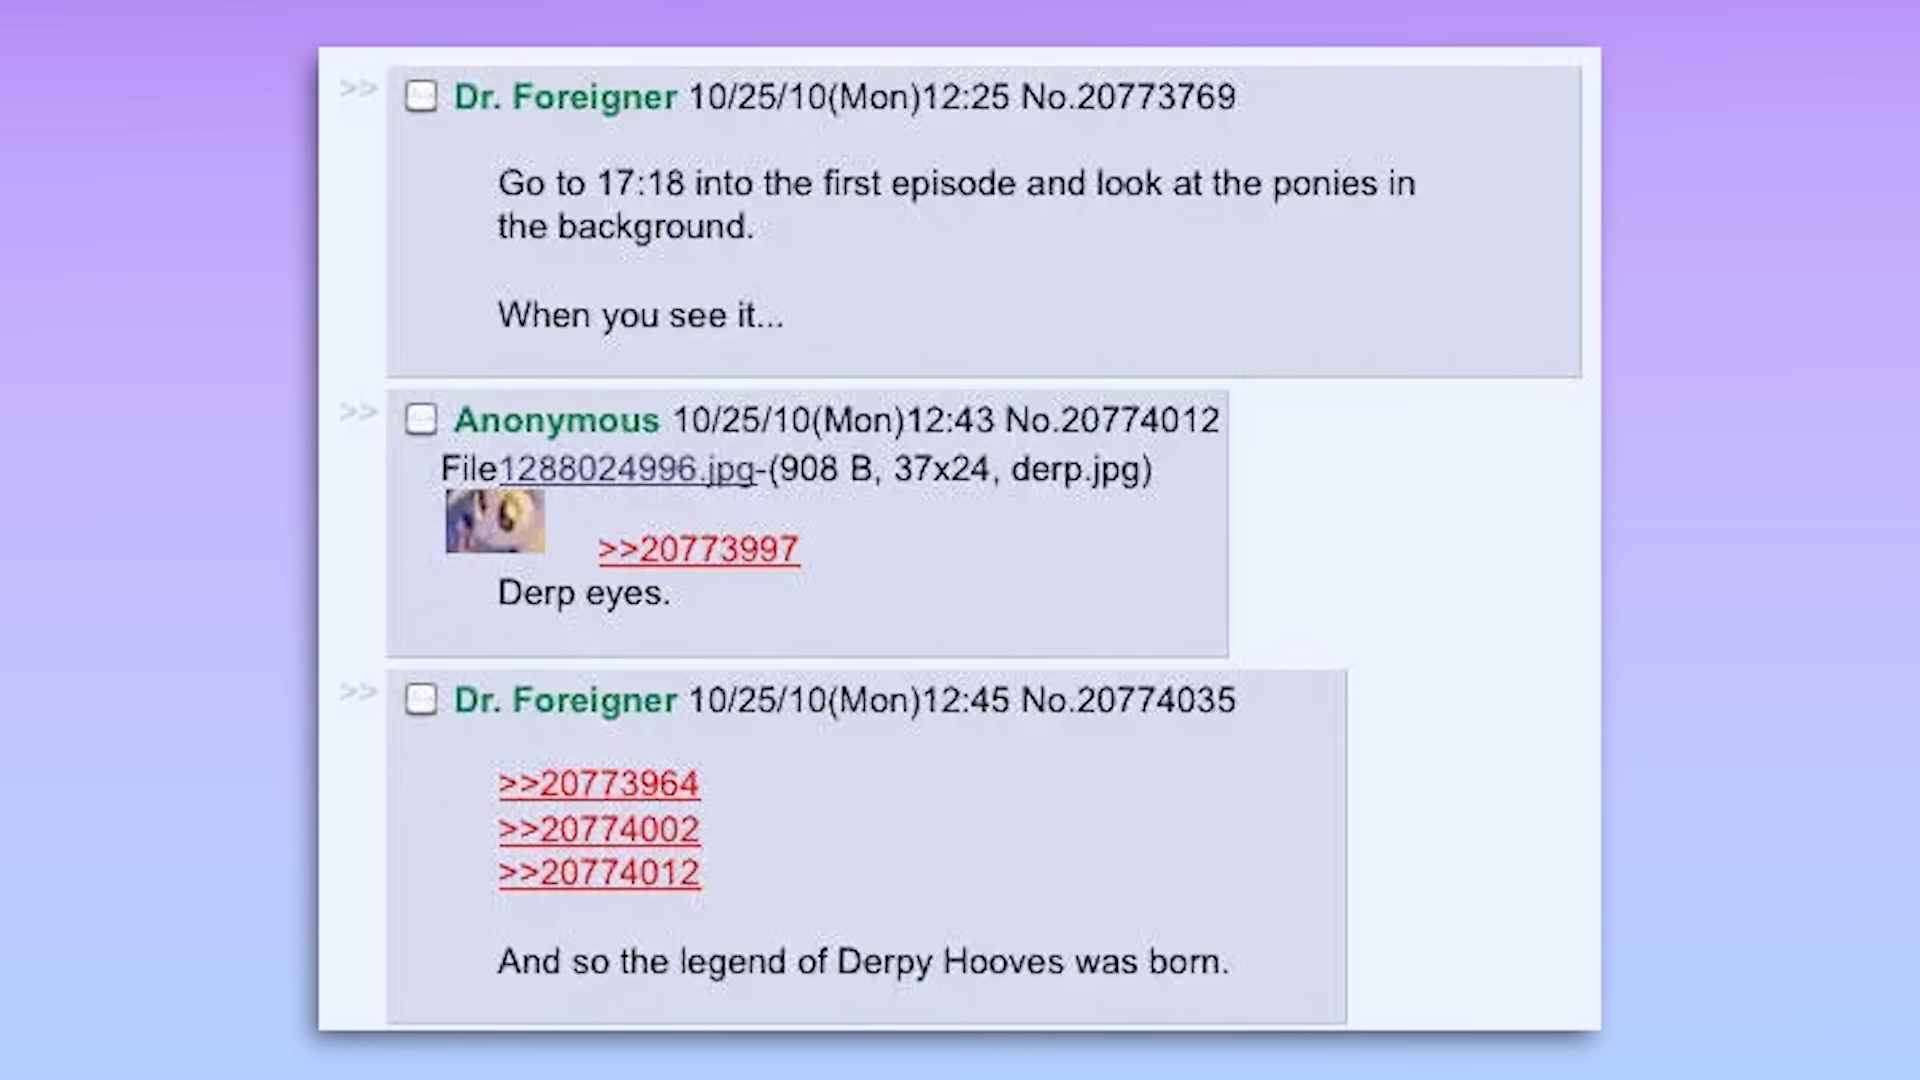 >> Dr. Foreigner 10/25/10(Mon)12:25 No.20773769
Go to 17:18 into the first episode and look at the ponies in
the background.
When you see it...
>> Anonymous 10/25/10(Mon)12:43 No.20774012
File1288024996.jpg-(908 B, 37x24, derp.jpg)
>>20773997
Derp eyes.
>> Dr. Foreigner 10/25/10(Mon)12:45 No.20774035
>>20773964
>>20774002
>>20774012
And so the legend of Derpy Hooves was born.